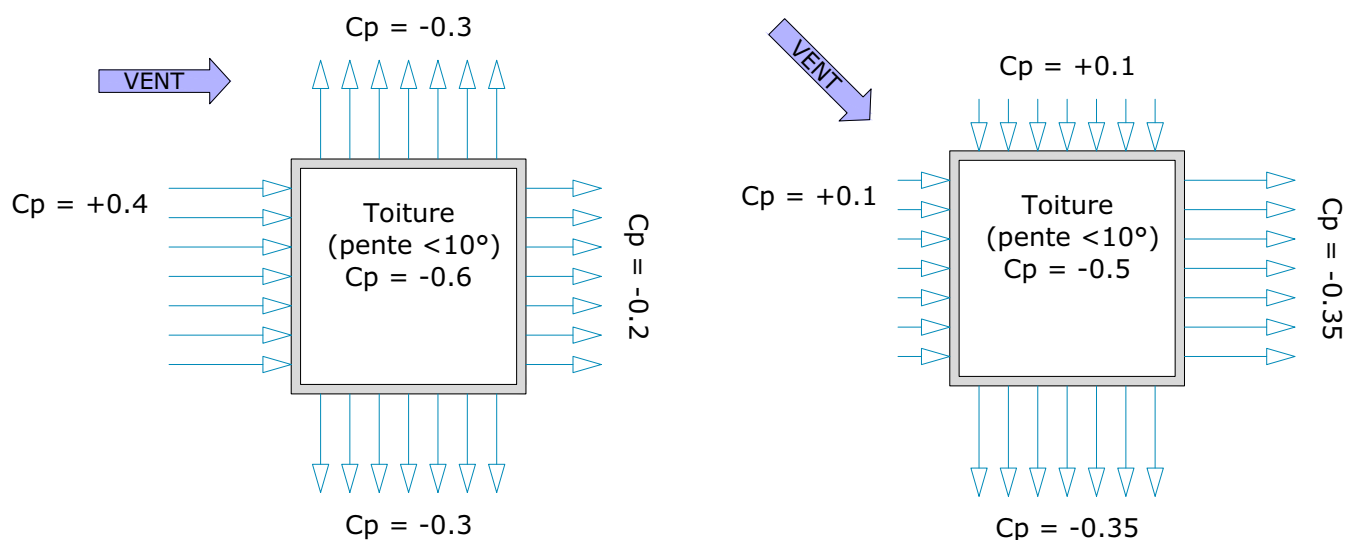 Cp = -0.3
VENT
Cp = +0.4
Toiture
(pente <10°)
Cp = -0.6
Cp = -0.2
Cp = -0.3
VENT
Cp = +0.1
Cp = +0.1
Toiture
(pente <10°)
Cp = -0.5
Cp = -0.35
Cp = -0.35